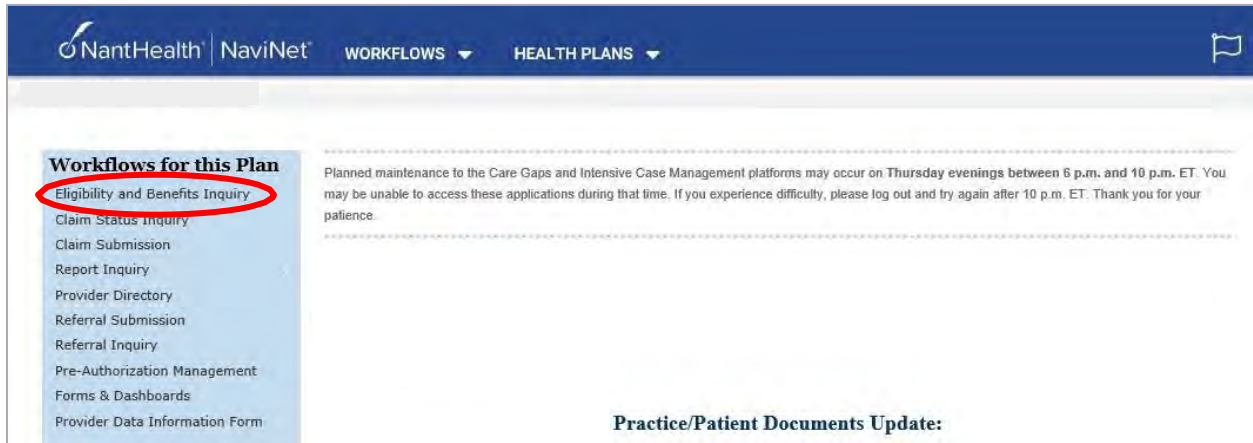 NantHealth | NaviNet WORKFLOWS HEALTH PLANS
Workflows for this Plan
Eligibility and Benefits Inquiry
Claim Status Inquiry
Claim Submission
Report Inquiry
Provider Directory
Referral Submission
Referral Inquiry
Pre-Authorization Management
Forms & Dashboards
Provider Data Information Form
Planned maintenance to the Care Gaps and Intensive Case Management platforms may occur on Thursday evenings between 6 p.m. and 10 p.m. ET. You
may be unable to access these applications during that time. If you experience difficulty, please log out and try again after 10 p.m. ET. Thank you for your
patience.
Practice/Patient Documents Update: